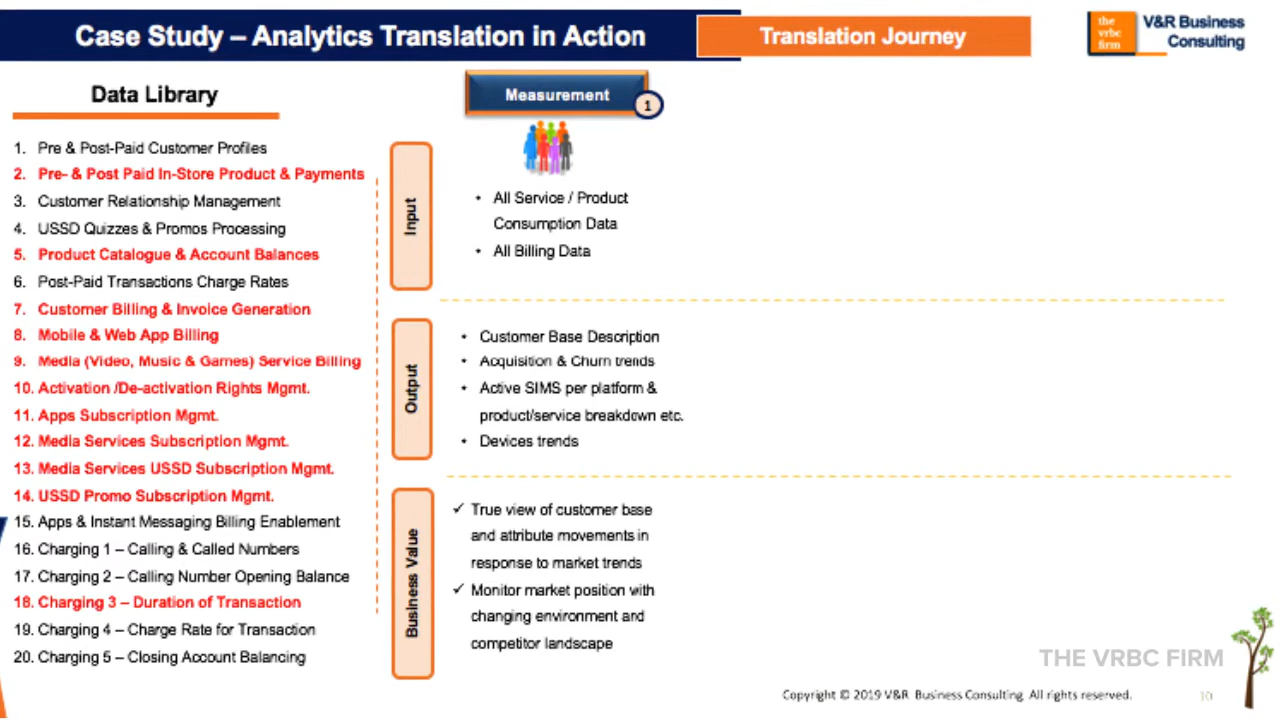 Case Study – Analytics Translation in Action
Translation Journey
the
vrbc
firm
V&R Business
Consulting
Data Library
1. Pre & Post-Paid Customer Profiles
2. Pre- & Post Paid In-Store Product & Payments
3. Customer Relationship Management
4. USSD Quizzes & Promos Processing
5. Product Catalogue & Account Balances
6. Post-Paid Transactions Charge Rates
7. Customer Billing & Invoice Generation
8. Mobile & Web App Billing
9. Media (Video, Music & Games) Service Billing
10. Activation /De-activation Rights Mgmt.
11. Apps Subscription Mgmt.
12. Media Services Subscription Mgmt.
13. Media Services USSD Subscription Mgmt.
14. USSD Promo Subscription Mgmt.
15. Apps & Instant Messaging Billing Enablement
16. Charging 1 – Calling & Called Numbers
17. Charging 2 – Calling Number Opening Balance
18. Charging 3 – Duration of Transaction
19. Charging 4 – Charge Rate for Transaction
20. Charging 5 – Closing Account Balancing
Measurement
1
Input
• All Service / Product
Consumption Data
• All Billing Data
Output
• Customer Base Description
• Acquisition & Churn trends
• Active SIMS per platform &
product/service breakdown etc.
• Devices trends
Business Value
✓ True view of customer base
and attribute movements in
response to market trends
✓ Monitor market position with
changing environment and
competitor landscape
THE VRBC FIRM
Copyright © 2019 V&R Business Consulting. All rights reserved.
10